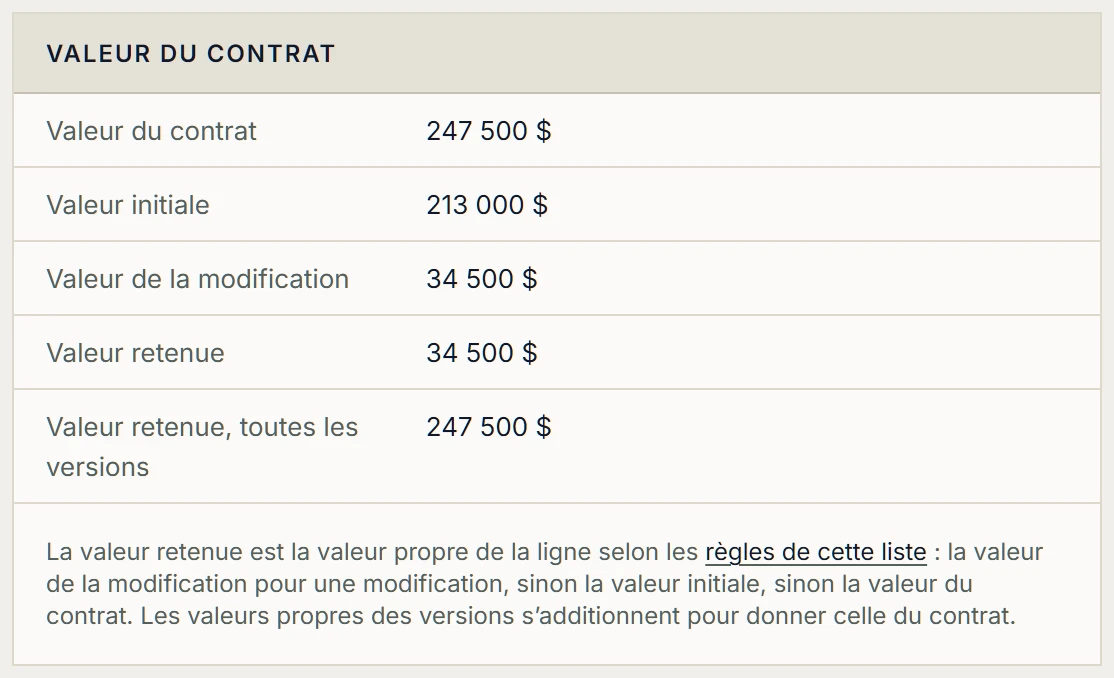 VALEUR DU CONTRAT
Valeur du contrat 247 500 $
Valeur initiale 213 000 $
Valeur de la modification 34 500 $
Valeur retenue 34 500 $
Valeur retenue, toutes les 247 500 $
versions
La valeur retenue est la valeur propre de la ligne selon les règles de cette liste : la valeur
de la modification pour une modification, sinon la valeur initiale, sinon la valeur du
contrat. Les valeurs propres des versions s’additionnent pour donner celle du contrat.